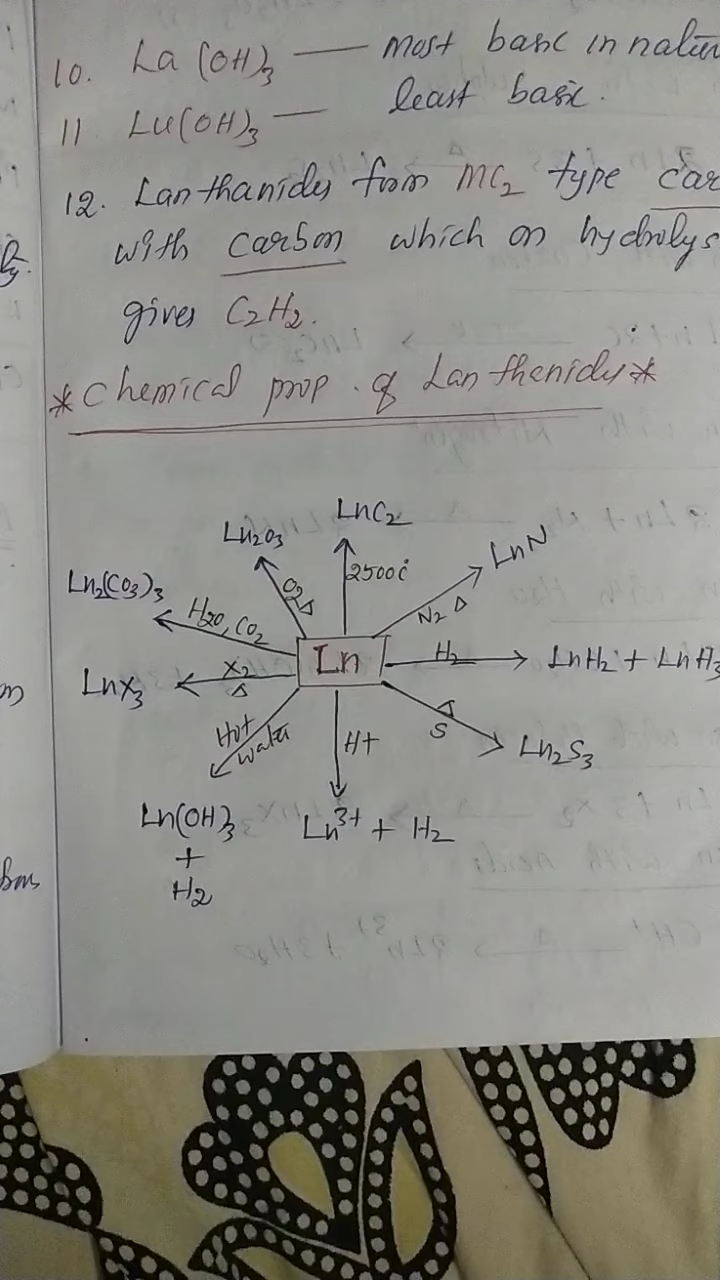 10. La(OH)3 — most basic in natur
11 Lu(OH)3 — least basic.
12. Lanthanides form MC2 type car
with carbon which on hydrolys
gives C2H2.
*Chemical prop. of Lanthenides*
LnC2
Ln2O3
LnN
Ln2(CO3)3
2500c
O2 Δ
H2O, CO2
N2 Δ
Ln
H2
LnH2 + LnH3
LnX3
X2
Δ
Hot
water
H+
Δ
S
Ln2S3
Ln(OH)3
+
H2
Ln3+ + H2